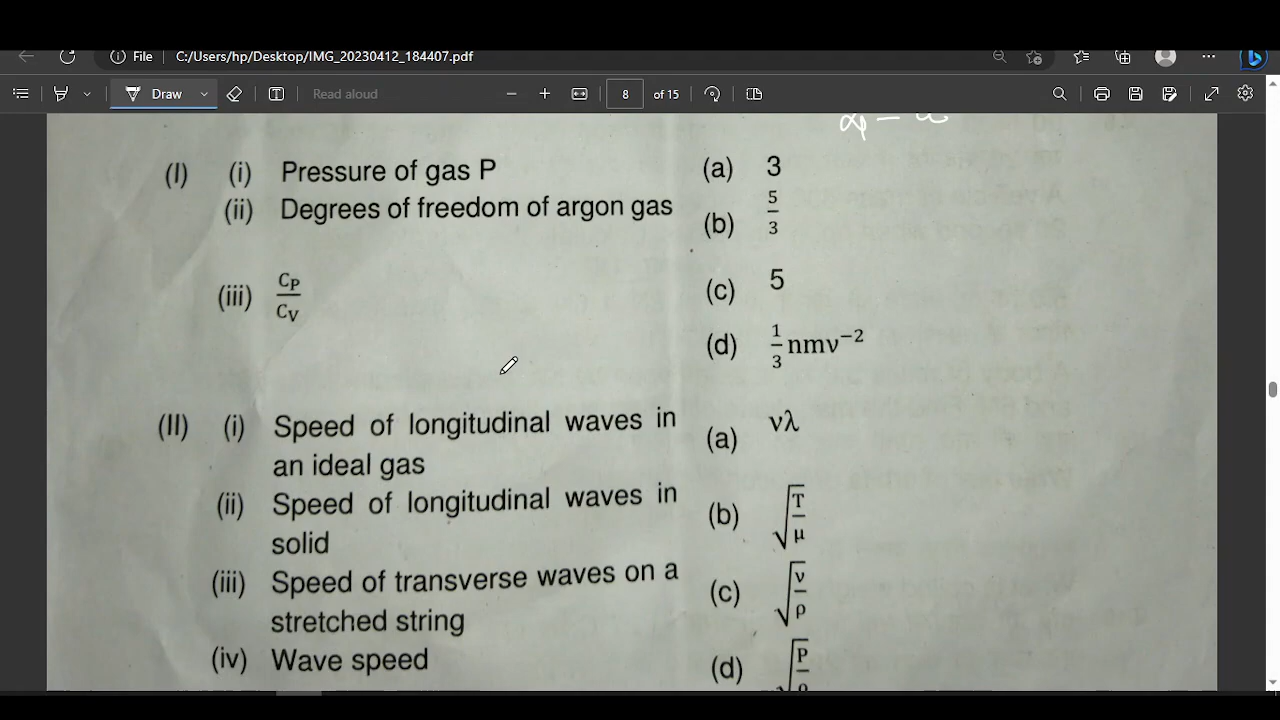 File C:/Users/hp/Desktop/IMG_20230412_184407.pdf
Draw Read aloud 8 of 15
(I) (i) Pressure of gas P (a) 3
(ii) Degrees of freedom of argon gas (b) 5/3
(iii) C_P/C_V (c) 5
(d) 1/3 nmv⁻²
(II) (i) Speed of longitudinal waves in (a) νλ
an ideal gas
(ii) Speed of longitudinal waves in (b) √(T/μ)
solid
(iii) Speed of transverse waves on a (c) √(ν/ρ)
stretched string
(iv) Wave speed (d) √(P/ρ)